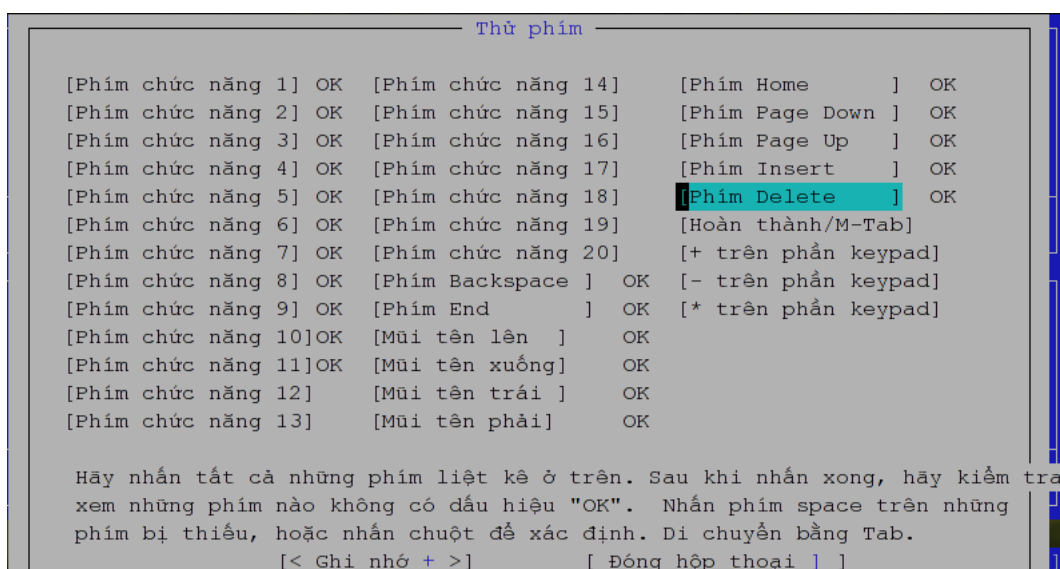 Thử phím
[Phím chức năng 1] OK [Phím chức năng 14] [Phím Home ] OK
[Phím chức năng 2] OK [Phím chức năng 15] [Phím Page Down ] OK
[Phím chức năng 3] OK [Phím chức năng 16] [Phím Page Up ] OK
[Phím chức năng 4] OK [Phím chức năng 17] [Phím Insert ] OK
[Phím chức năng 5] OK [Phím chức năng 18] [Phím Delete ] OK
[Phím chức năng 6] OK [Phím chức năng 19] [Hoàn thành/M-Tab]
[Phím chức năng 7] OK [Phím chức năng 20] [+ trên phần keypad]
[Phím chức năng 8] OK [Phím Backspace ] OK [- trên phần keypad]
[Phím chức năng 9] OK [Phím End ] OK [* trên phần keypad]
[Phím chức năng 10]OK [Mũi tên lên ] OK
[Phím chức năng 11]OK [Mũi tên xuống] OK
[Phím chức năng 12] [Mũi tên trái ] OK
[Phím chức năng 13] [Mũi tên phải] OK
Hãy nhấn tất cả những phím liệt kê ở trên. Sau khi nhấn xong, hãy kiểm tra
xem những phím nào không có dấu hiệu "OK". Nhấn phím space trên những
phím bị thiếu, hoặc nhấn chuột để xác định. Di chuyển bằng Tab.
[< Ghi nhớ + >] [ Đóng hộp thoại ] ]